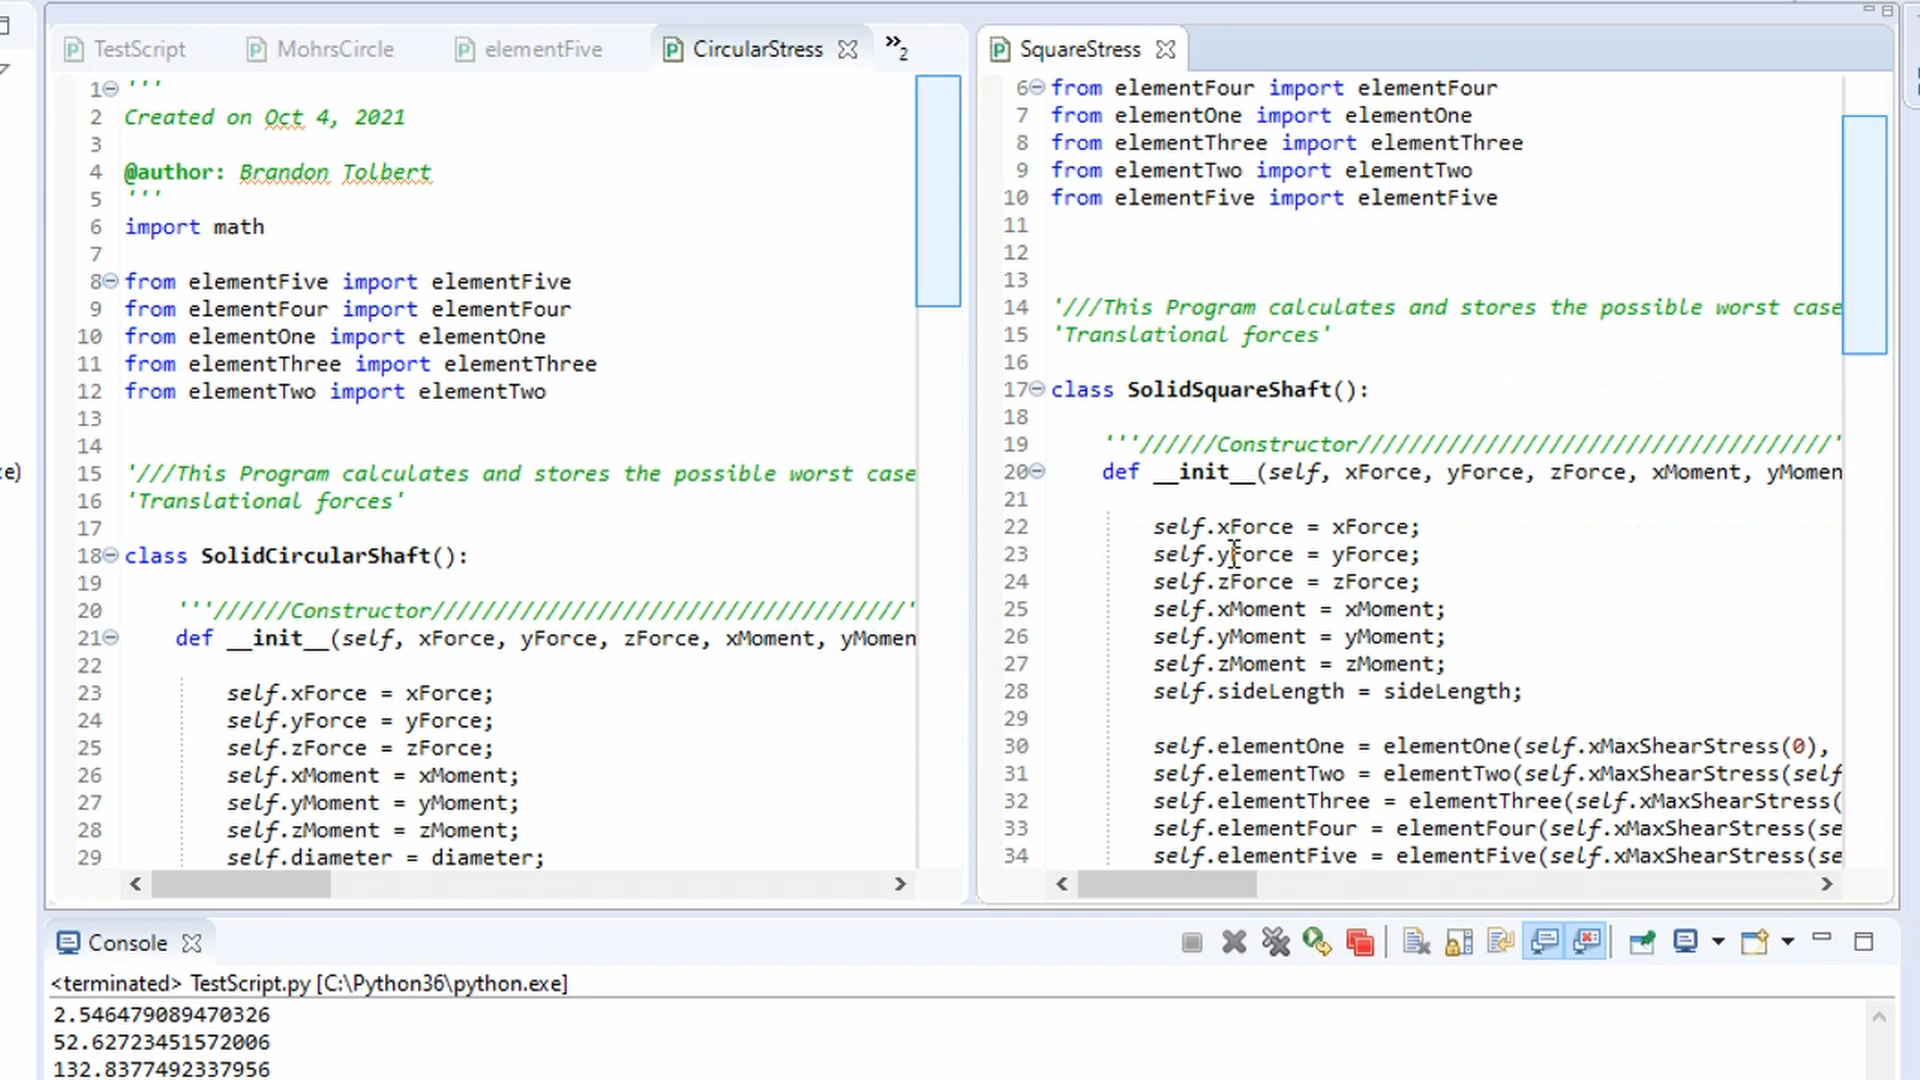 TestScript
MohrsCircle
elementFive
CircularStress
»2
1 '''
2 Created on Oct 4, 2021
3
4 @author: Brandon Tolbert
5 '''
6 import math
7
8 from elementFive import elementFive
9 from elementFour import elementFour
10 from elementOne import elementOne
11 from elementThree import elementThree
12 from elementTwo import elementTwo
13
14
15 '///This Program calculates and stores the possible worst case
16 'Translational forces'
17
18 class SolidCircularShaft():
19
20 '''//////Constructor/////////////////////////////////////'
21 def __init__(self, xForce, yForce, zForce, xMoment, yMomen
22
23 self.xForce = xForce;
24 self.yForce = yForce;
25 self.zForce = zForce;
26 self.xMoment = xMoment;
27 self.yMoment = yMoment;
28 self.zMoment = zMoment;
29 self.diameter = diameter;
SquareStress
6 from elementFour import elementFour
7 from elementOne import elementOne
8 from elementThree import elementThree
9 from elementTwo import elementTwo
10 from elementFive import elementFive
11
12
13
14 '///This Program calculates and stores the possible worst case
15 'Translational forces'
16
17 class SolidSquareShaft():
18
19 '''//////Constructor/////////////////////////////////////'
20 def __init__(self, xForce, yForce, zForce, xMoment, yMomen
21
22 self.xForce = xForce;
23 self.yForce = yForce;
24 self.zForce = zForce;
25 self.xMoment = xMoment;
26 self.yMoment = yMoment;
27 self.zMoment = zMoment;
28 self.sideLength = sideLength;
29
30 self.elementOne = elementOne(self.xMaxShearStress(0),
31 self.elementTwo = elementTwo(self.xMaxShearStress(self
32 self.elementThree = elementThree(self.xMaxShearStress(
33 self.elementFour = elementFour(self.xMaxShearStress(se
34 self.elementFive = elementFive(self.xMaxShearStress(se
ce)
Console
<terminated> TestScript.py [C:\Python36\python.exe]
2.546479089470326
52.62723451572006
132.8377492337956